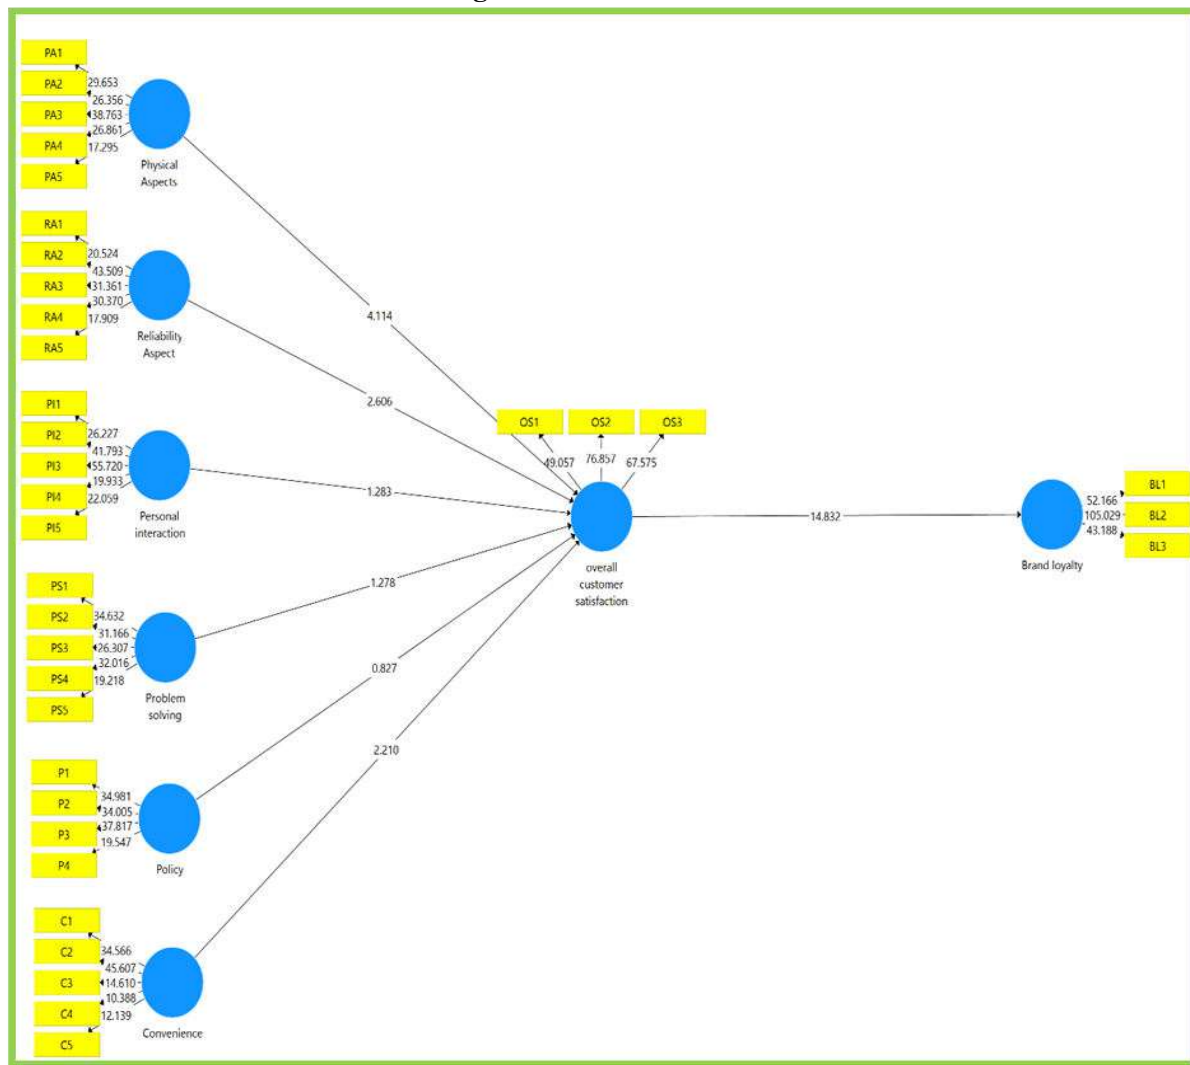 PA1
PA2
PA3
PA4
PA5
29.653
26.356
38.763
26.861
17.295
Physical
Aspects
RA1
RA2
RA3
RA4
RA5
20.524
43.509
31.361
30.370
17.909
Reliability
Aspect
PI1
PI2
PI3
PI4
PI5
26.227
41.793
55.720
19.933
22.059
Personal
interaction
PS1
PS2
PS3
PS4
PS5
34.632
31.166
26.307
32.016
19.218
Problem
solving
P1
P2
P3
P4
34.981
34.005
37.817
19.547
Policy
C1
C2
C3
C4
C5
34.566
45.607
14.610
10.388
12.139
Convenience
4.114
2.606
1.283
1.278
0.827
2.210
OS1
OS2
OS3
49.057
76.857
67.575
overall
customer
satisfaction
14.832
Brand loyalty
52.166
105.029
43.188
BL1
BL2
BL3